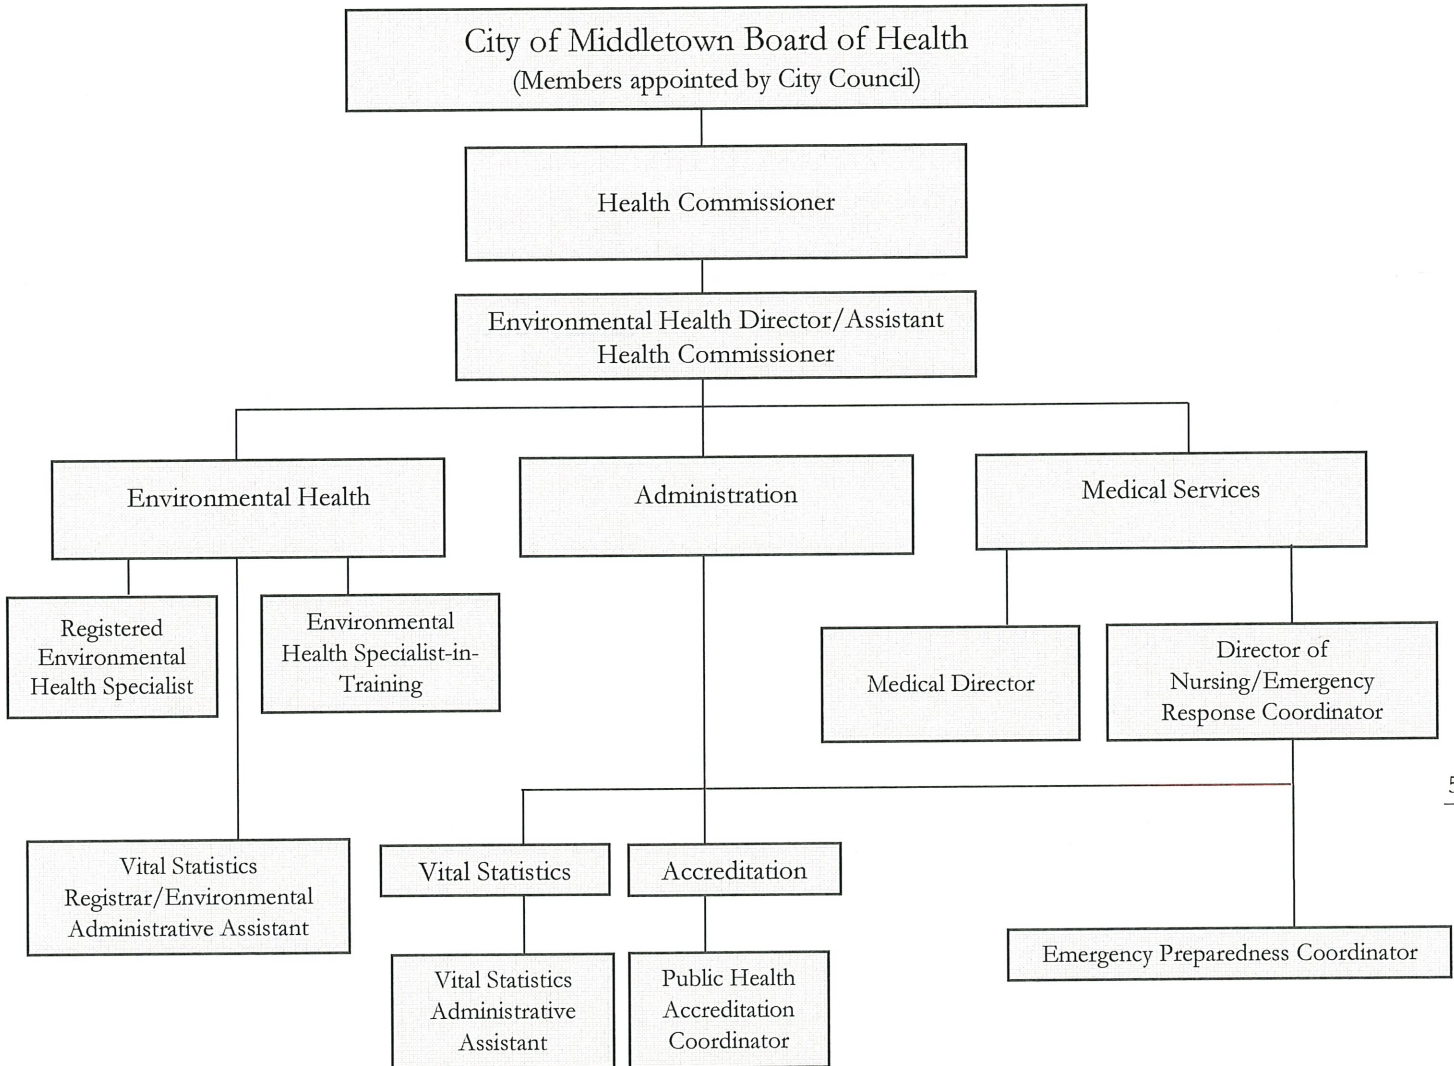 City of Middletown Board of Health
(Members appointed by City Council)
Health Commissioner
Environmental Health Director/Assistant
Health Commissioner
Environmental Health
Administration
Medical Services
Registered
Environmental
Health Specialist
Environmental
Health Specialist-in-
Training
Medical Director
Director of
Nursing/Emergency
Response Coordinator
Vital Statistics
Registrar/Environmental
Administrative Assistant
Vital Statistics
Accreditation
Emergency Preparedness Coordinator
Vital Statistics
Administrative
Assistant
Public Health
Accreditation
Coordinator